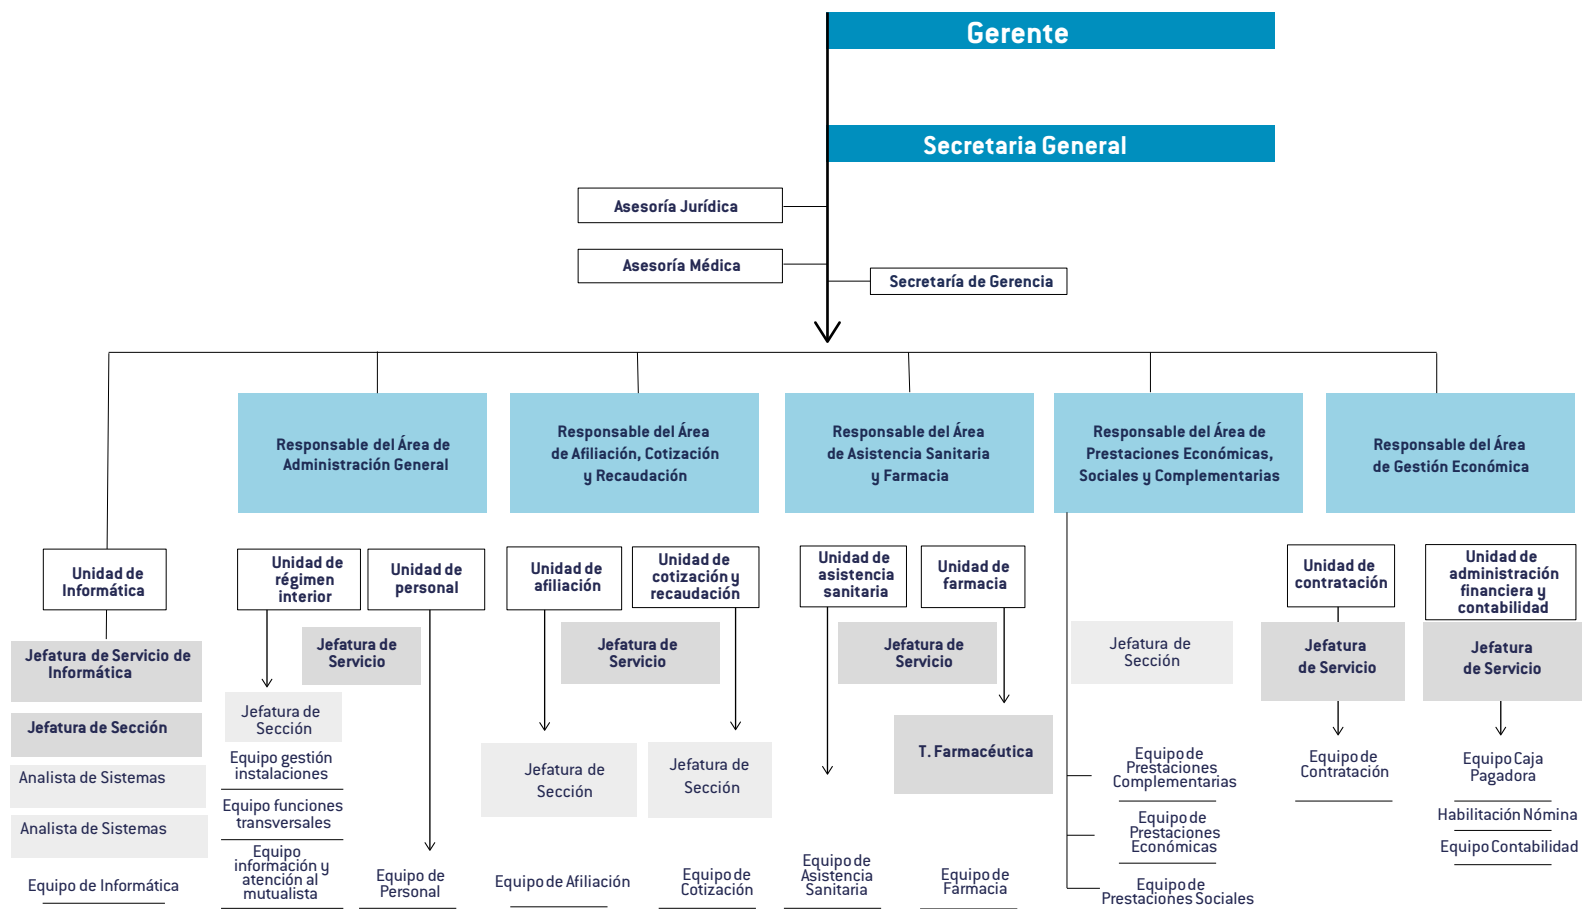 Gerente
Secretaria General
Asesoría Jurídica
Asesoría Médica
Secretaría de Gerencia
Responsable del Área de
Administración General
Responsable del Área
de Afiliación, Cotización
y Recaudación
Responsable del Área
de Asistencia Sanitaria
y Farmacia
Responsable del Área de
Prestaciones Económicas,
Sociales y Complementarias
Responsable del Área
de Gestión Económica
Unidad de
Informática
Unidad de
régimen
interior
Unidad de
personal
Unidad de
afiliación
Unidad de
cotización y
recaudación
Unidad de
asistencia
sanitaria
Unidad de
farmacia
Unidad de
contratación
Unidad de
administración
financiera y
contabilidad
Jefatura de Servicio de
Informática
Jefatura de
Servicio
Jefatura de
Servicio
Jefatura de
Servicio
Jefatura de
Sección
Jefatura
de Servicio
Jefatura
de Servicio
Jefatura de Sección
Analista de Sistemas
Analista de Sistemas
Equipo de Informática
Jefatura de
Sección
Equipo gestión
instalaciones
Equipo funciones
transversales
Equipo
información y
atención al
mutualista
Equipo de
Personal
Jefatura de
Sección
Equipo de Afiliación
Jefatura de
Sección
Equipo de
Cotización
Equipo de
Asistencia
Sanitaria
T. Farmacéutica
Equipo de
Farmacia
Equipo de
Prestaciones
Complementarias
Equipo de
Prestaciones
Económicas
Equipo de
Prestaciones Sociales
Equipo de
Contratación
Equipo Caja
Pagadora
Habilitación Nómina
Equipo Contabilidad